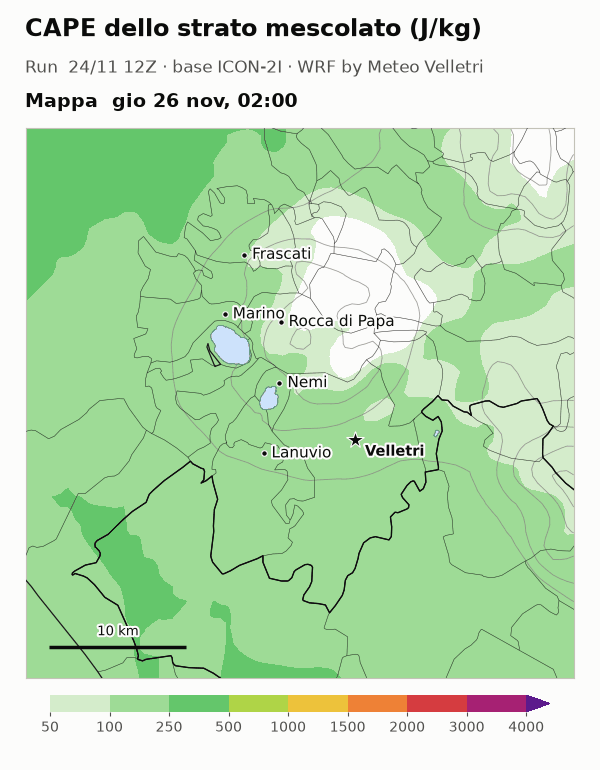 CAPE dello strato mescolato (J/kg)
Run  24/11 12Z · base ICON-2I · WRF by Meteo Velletri
Mappa  gio 26 nov, 02:00
Frascati
Marino
Rocca di Papa
Nemi
Velletri
Lanuvio
10 km
50 100 250 500 1000 1500 2000 3000 4000